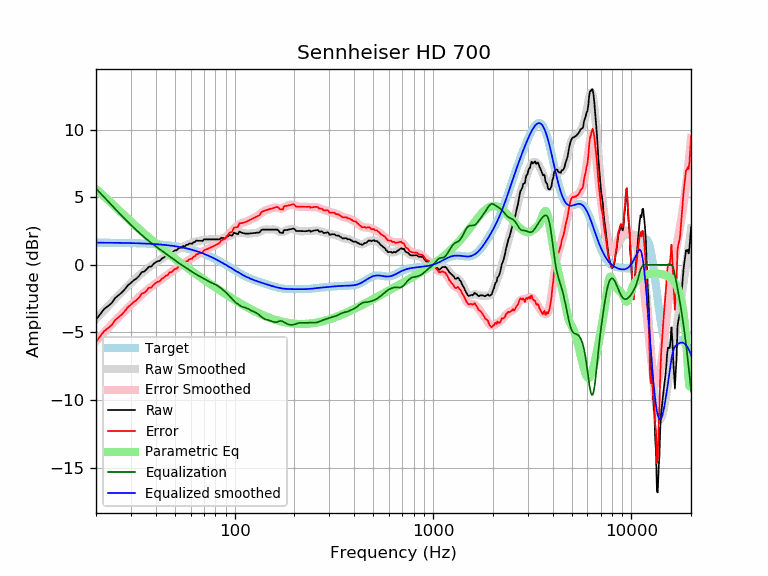 Sennheiser HD 700
Amplitude (dBr)
10
5
0
−5
−10
−15
Target
Raw Smoothed
Error Smoothed
Raw
Error
Parametric Eq
Equalization
Equalized smoothed
100
1000
10000
Frequency (Hz)